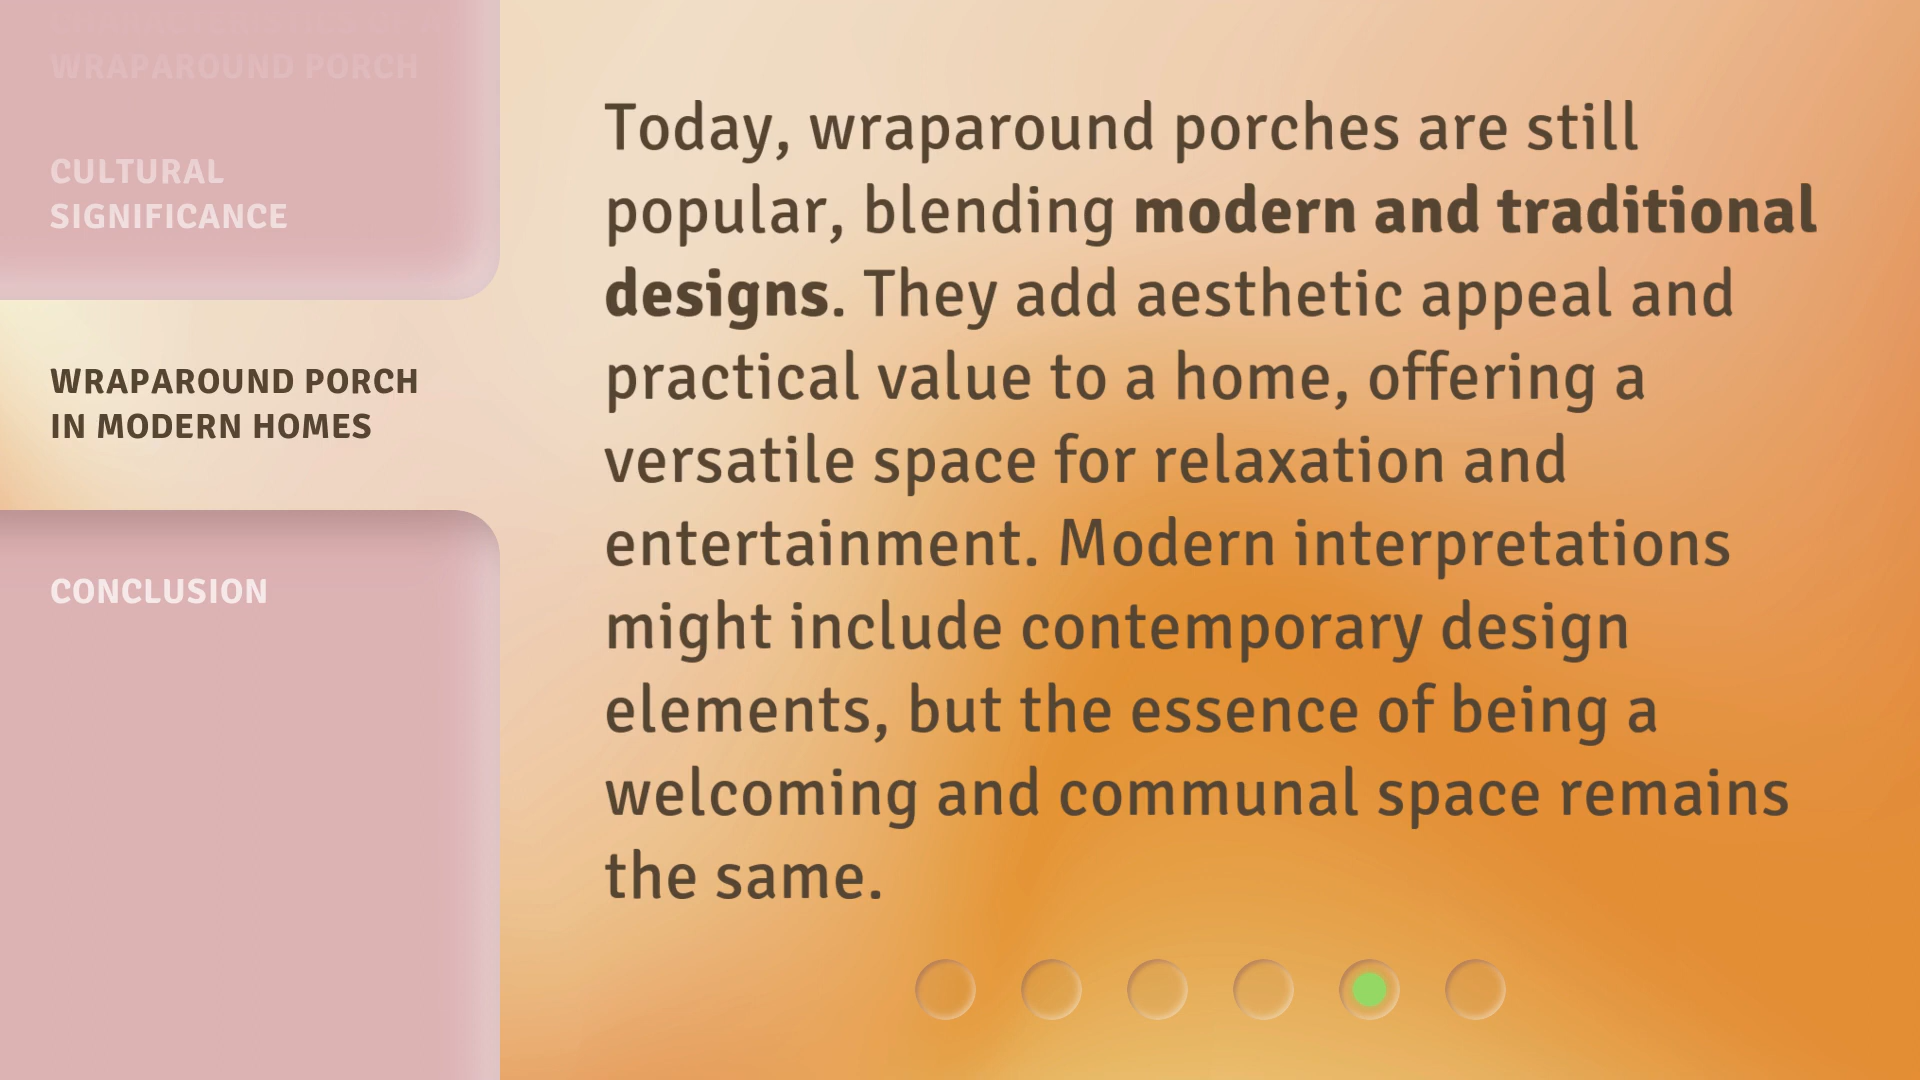 WRAPAROUND PORCH
CULTURAL
SIGNIFICANCE
WRAPAROUND PORCH
IN MODERN HOMES
CONCLUSION
Today, wraparound porches are still
popular, blending modern and traditional
designs. They add aesthetic appeal and
practical value to a home, offering a
versatile space for relaxation and
entertainment. Modern interpretations
might include contemporary design
elements, but the essence of being a
welcoming and communal space remains
the same.